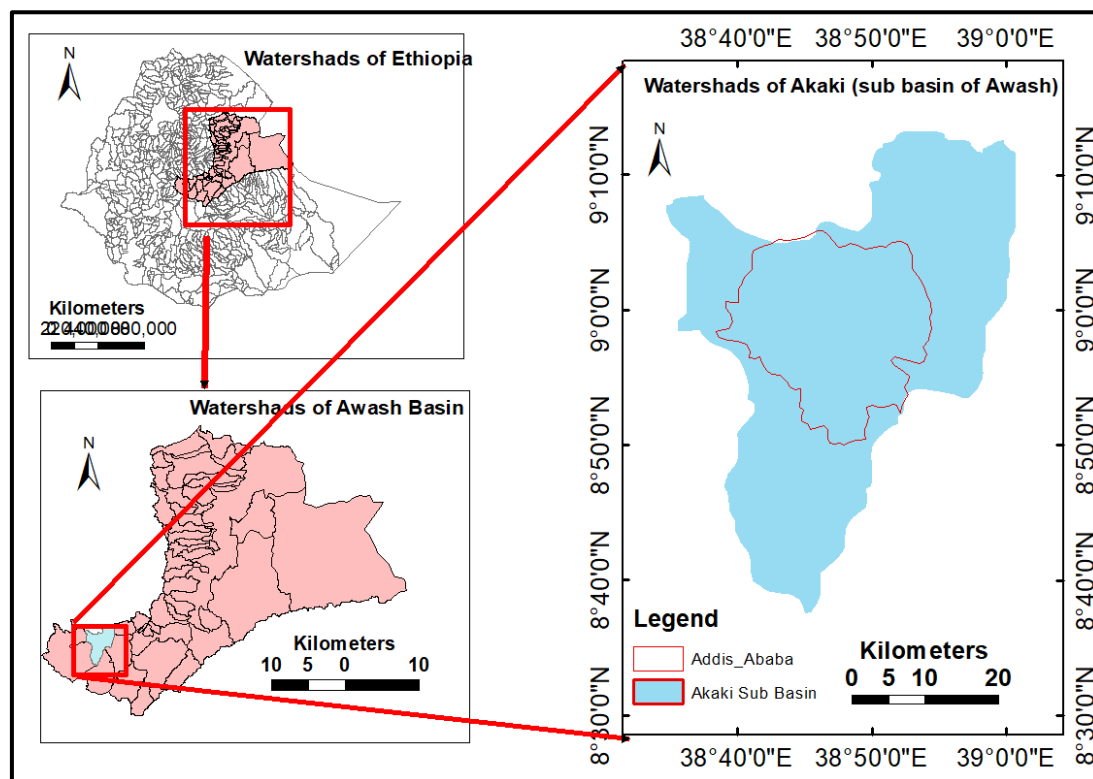 N
Watershads of Ethiopia
Kilometers
N
Watershads of Awash Basin
Kilometers
10 5 0 10
38°40'0"E 38°50'0"E 39°0'0"E
Watershads of Akaki (sub basin of Awash)
N
9°10'0"N
9°10'0"N
9°0'0"N
9°0'0"N
8°50'0"N
8°50'0"N
8°40'0"N
8°40'0"N
8°30'0"N
8°30'0"N
Legend
Addis_Ababa
Akaki Sub Basin
Kilometers
0 5 10 20
38°40'0"E 38°50'0"E 39°0'0"E